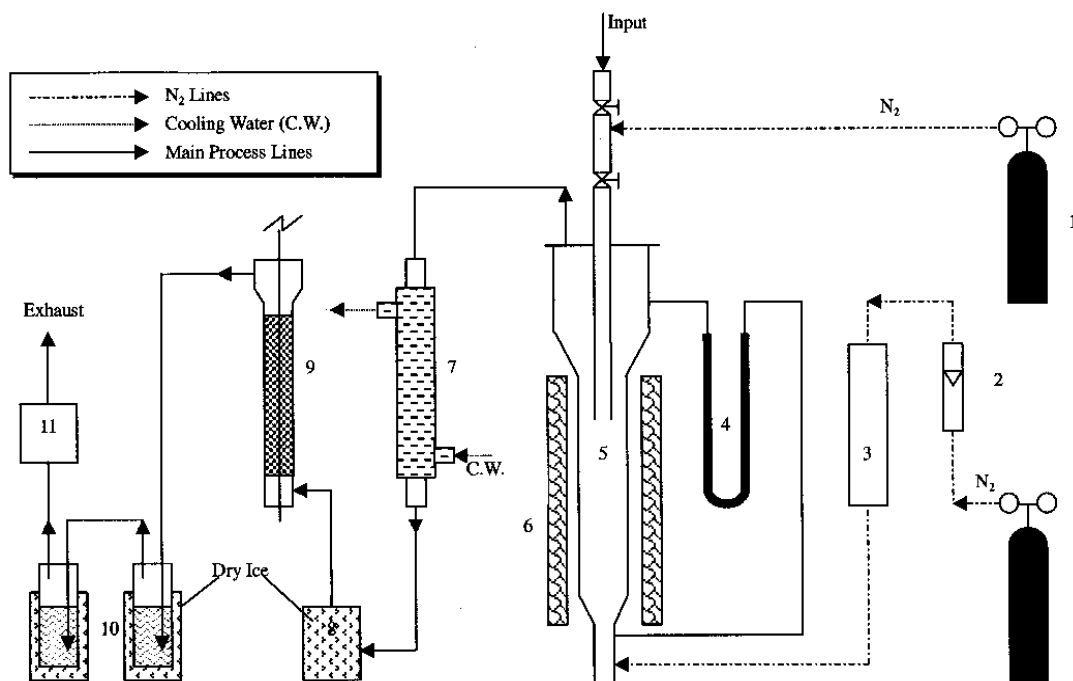 Input
N₂ Lines
Cooling Water (C.W.)
Main Process Lines
N₂
1
Exhaust
9
7
2
11
4
5
3
C.W.
N₂
6
Dry Ice
10
8